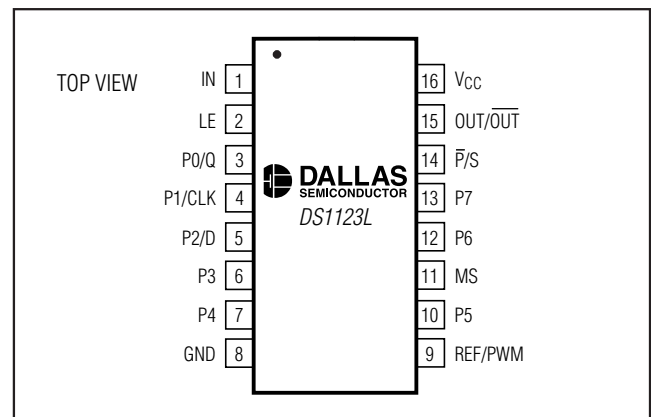 TOP VIEW
IN 1
LE 2
P0/Q 3
P1/CLK 4
P2/D 5
P3 6
P4 7
GND 8
DALLAS
SEMICONDUCTOR
DS1123L
16 VCC
15 OUT/O̅U̅T̅
14 P̅/S
13 P7
12 P6
11 MS
10 P5
9 REF/PWM